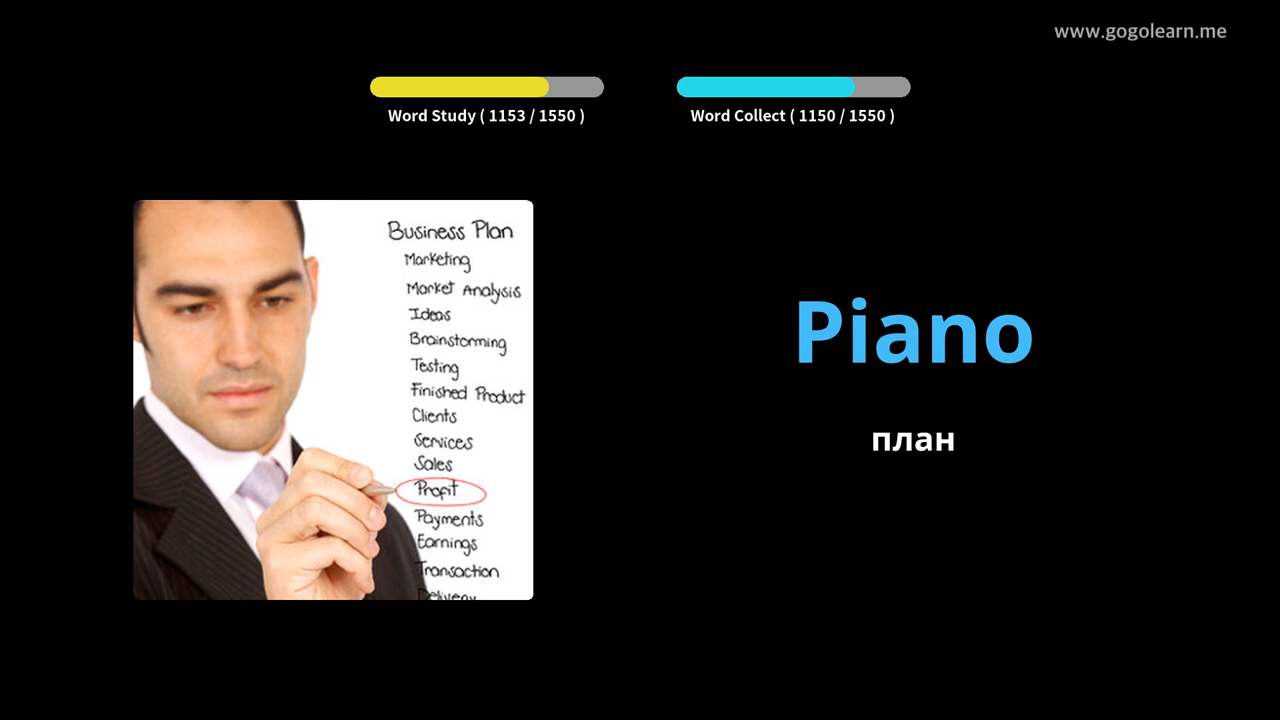 www.gogolearn.me
Word Study ( 1153 / 1550 )
Word Collect ( 1150 / 1550 )
Business Plan
Marketing
Market Analysis
Ideas
Brainstorming
Testing
Finished Product
Clients
Services
Sales
Profit
Payments
Earnings
Transaction
Delivery
Piano
план